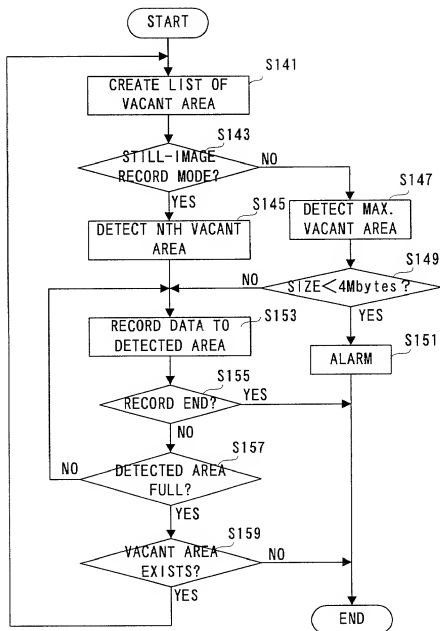 START
S141
CREATE LIST OF
VACANT AREA
S143
STILL-IMAGE
RECORD MODE?
NO
YES
S145
DETECT NTH VACANT
AREA
S147
DETECT MAX.
VACANT AREA
S149
SIZE<4Mbytes?
NO
YES
S151
ALARM
S153
RECORD DATA TO
DETECTED AREA
S155
RECORD END?
YES
NO
S157
DETECTED AREA
FULL?
NO
YES
S159
VACANT AREA
EXISTS?
NO
YES
END